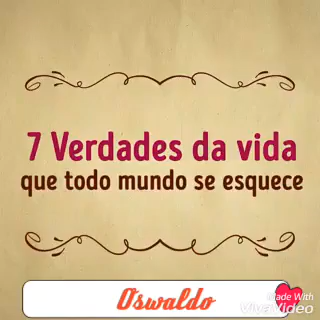 7 Verdades da vida
que todo mundo se esquece
Oswaldo
Made With
VivaVideo